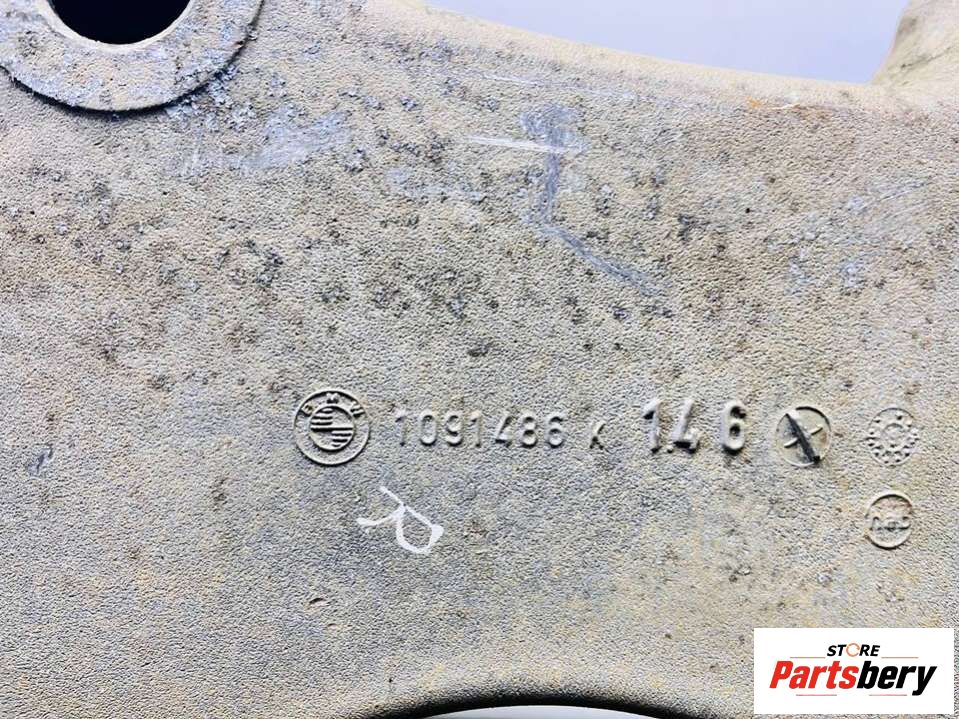 BMW 1091486 x 1.4 6
R
STORE
Partsbery